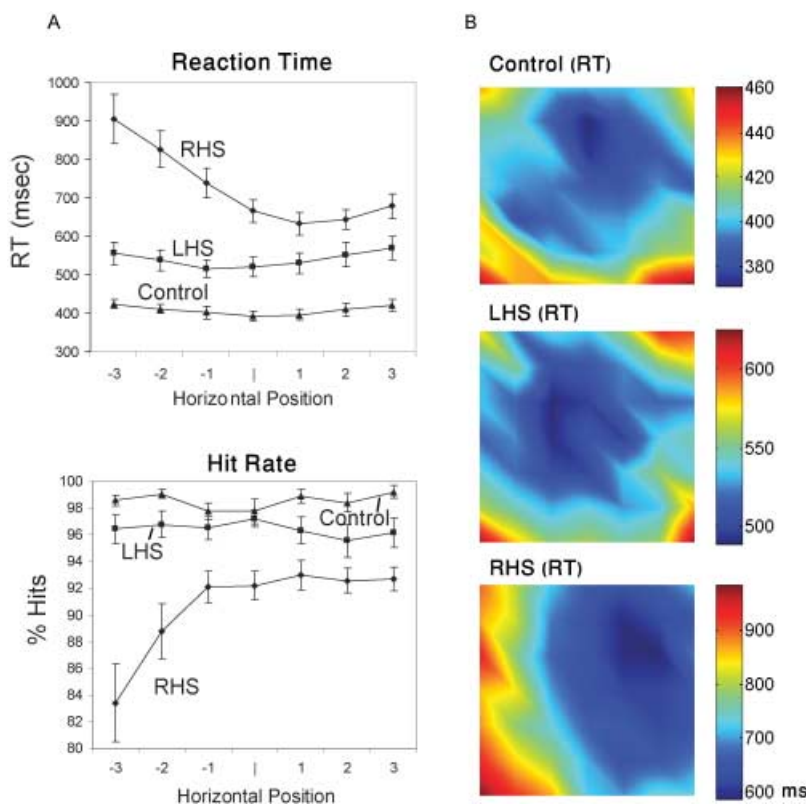 A
Reaction Time
1000
900
800
700
600
500
400
300
RT (msec)
RHS
LHS
Control
-3 -2 -1 | 1 2 3
Horizontal Position
Hit Rate
100
98
96
94
92
90
88
86
84
82
80
% Hits
Control
LHS
RHS
-3 -2 -1 | 1 2 3
Horizontal Position
B
Control (RT)
460
440
420
400
380
LHS (RT)
600
550
500
RHS (RT)
900
800
700
600 ms